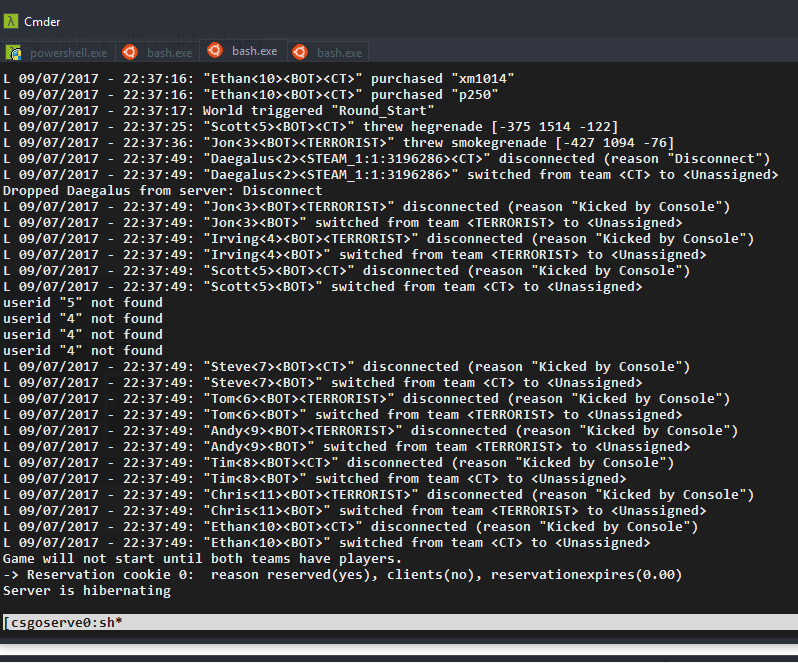 λ Cmder
powershell.exe bash.exe bash.exe bash.exe
L 09/07/2017 - 22:37:16: "Ethan<10><BOT><CT>" purchased "xm1014"
L 09/07/2017 - 22:37:16: "Ethan<10><BOT><CT>" purchased "p250"
L 09/07/2017 - 22:37:17: World triggered "Round_Start"
L 09/07/2017 - 22:37:25: "Scott<5><BOT><CT>" threw hegrenade [-375 1514 -122]
L 09/07/2017 - 22:37:36: "Jon<3><BOT><TERRORIST>" threw smokegrenade [-427 1094 -76]
L 09/07/2017 - 22:37:49: "Daegalus<2><STEAM_1:1:3196286><CT>" disconnected (reason "Disconnect")
L 09/07/2017 - 22:37:49: "Daegalus<2><STEAM_1:1:3196286>" switched from team <CT> to <Unassigned>
Dropped Daegalus from server: Disconnect
L 09/07/2017 - 22:37:49: "Jon<3><BOT><TERRORIST>" disconnected (reason "Kicked by Console")
L 09/07/2017 - 22:37:49: "Jon<3><BOT>" switched from team <TERRORIST> to <Unassigned>
L 09/07/2017 - 22:37:49: "Irving<4><BOT><TERRORIST>" disconnected (reason "Kicked by Console")
L 09/07/2017 - 22:37:49: "Irving<4><BOT>" switched from team <TERRORIST> to <Unassigned>
L 09/07/2017 - 22:37:49: "Scott<5><BOT><CT>" disconnected (reason "Kicked by Console")
L 09/07/2017 - 22:37:49: "Scott<5><BOT>" switched from team <CT> to <Unassigned>
userid "5" not found
userid "4" not found
userid "4" not found
userid "4" not found
L 09/07/2017 - 22:37:49: "Steve<7><BOT><CT>" disconnected (reason "Kicked by Console")
L 09/07/2017 - 22:37:49: "Steve<7><BOT>" switched from team <CT> to <Unassigned>
L 09/07/2017 - 22:37:49: "Tom<6><BOT><TERRORIST>" disconnected (reason "Kicked by Console")
L 09/07/2017 - 22:37:49: "Tom<6><BOT>" switched from team <TERRORIST> to <Unassigned>
L 09/07/2017 - 22:37:49: "Andy<9><BOT><TERRORIST>" disconnected (reason "Kicked by Console")
L 09/07/2017 - 22:37:49: "Andy<9><BOT>" switched from team <TERRORIST> to <Unassigned>
L 09/07/2017 - 22:37:49: "Tim<8><BOT><CT>" disconnected (reason "Kicked by Console")
L 09/07/2017 - 22:37:49: "Tim<8><BOT>" switched from team <CT> to <Unassigned>
L 09/07/2017 - 22:37:49: "Chris<11><BOT><TERRORIST>" disconnected (reason "Kicked by Console")
L 09/07/2017 - 22:37:49: "Chris<11><BOT>" switched from team <TERRORIST> to <Unassigned>
L 09/07/2017 - 22:37:49: "Ethan<10><BOT><CT>" disconnected (reason "Kicked by Console")
L 09/07/2017 - 22:37:49: "Ethan<10><BOT>" switched from team <CT> to <Unassigned>
Game will not start until both teams have players.
-> Reservation cookie 0:  reason reserved(yes), clients(no), reservationexpires(0.00)
Server is hibernating
[csgoserve0:sh*